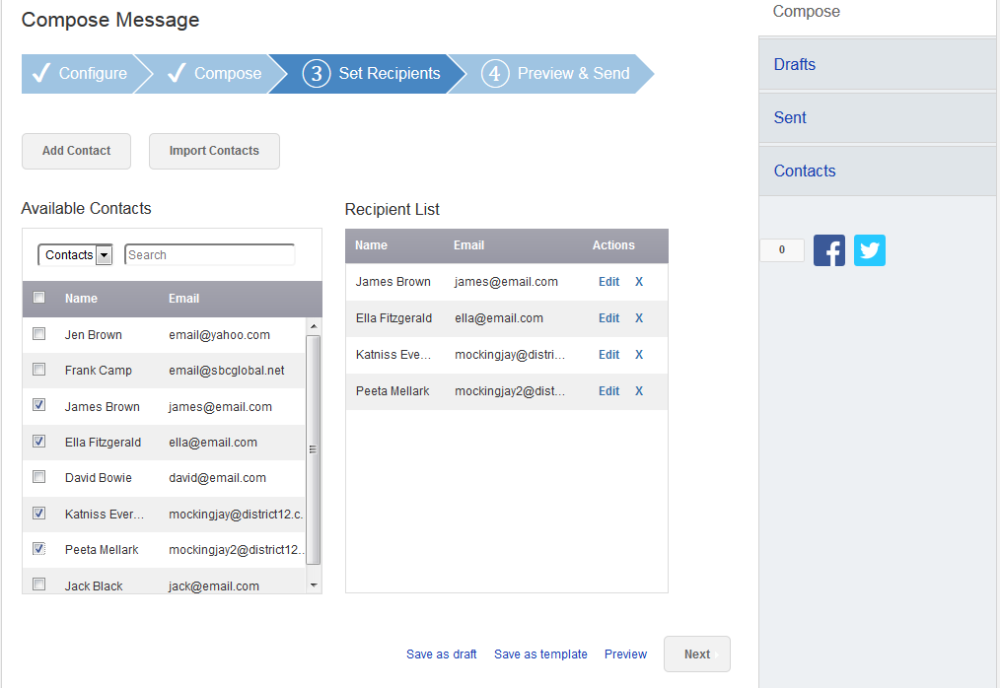 Compose Message
Configure Compose 3 Set Recipients 4 Preview & Send
Add Contact Import Contacts
Available Contacts
Contacts Search
Name Email
Jen Brown email@yahoo.com
Frank Camp email@sbcglobal.net
James Brown james@email.com
Ella Fitzgerald ella@email.com
David Bowie david@email.com
Katniss Ever... mockingjay@district12.c.
Peeta Mellark mockingjay2@district12..
Jack Black jack@email.com
Recipient List
Name Email Actions
James Brown james@email.com Edit X
Ella Fitzgerald ella@email.com Edit X
Katniss Eve... mockingjay@distri... Edit X
Peeta Mellark mockingjay2@dist... Edit X
Save as draft Save as template Preview Next
Compose
Drafts
Sent
Contacts
0 f